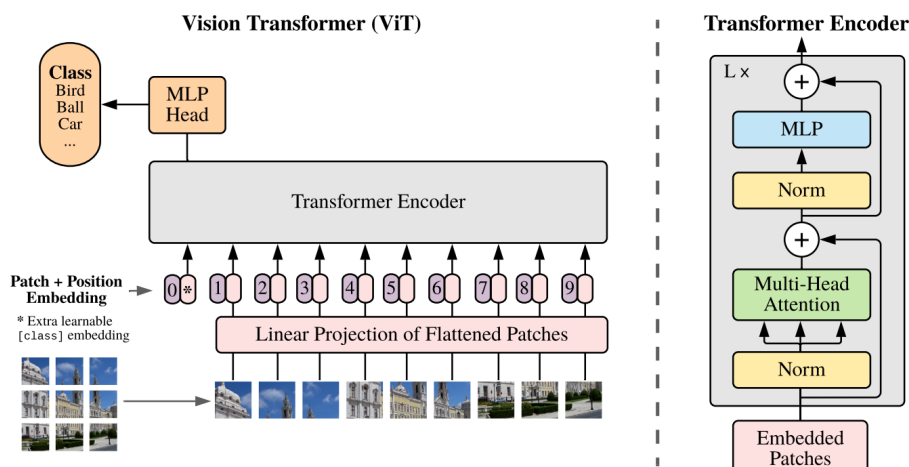 Vision Transformer (ViT)
Class
Bird
Ball
Car
...
MLP
Head
Transformer Encoder
0 * 1 2 3 4 5 6 7 8 9
Patch + Position
Embedding
* Extra learnable
[class] embedding
Linear Projection of Flattened Patches
Transformer Encoder
L ×
+
MLP
Norm
+
Multi-Head
Attention
Norm
Embedded
Patches